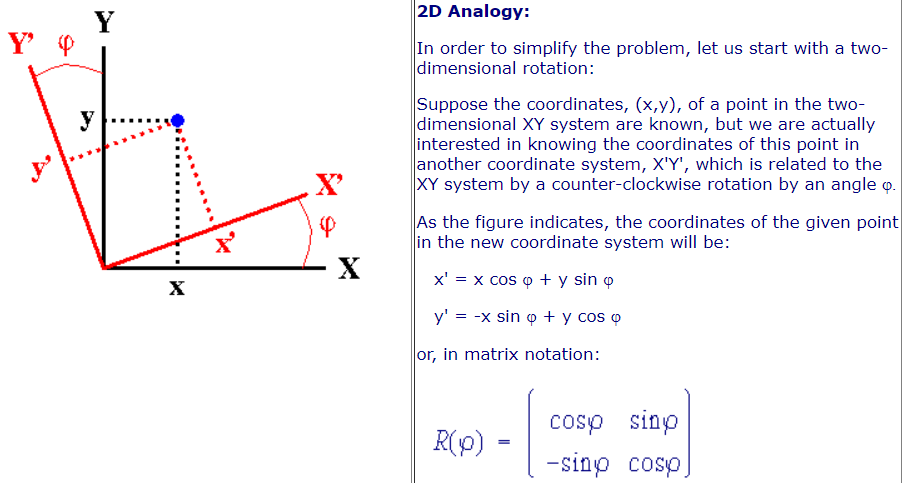 Y
Y' φ
y
y'
X'
φ
x'
X
x
2D Analogy:
In order to simplify the problem, let us start with a two-
dimensional rotation:
Suppose the coordinates, (x,y), of a point in the two-
dimensional XY system are known, but we are actually
interested in knowing the coordinates of this point in
another coordinate system, X'Y', which is related to the
XY system by a counter-clockwise rotation by an angle φ.
As the figure indicates, the coordinates of the given point
in the new coordinate system will be:
x' = x cos φ + y sin φ
y' = -x sin φ + y cos φ
or, in matrix notation:
R(φ) =
cosφ sinφ
-sinφ cosφ